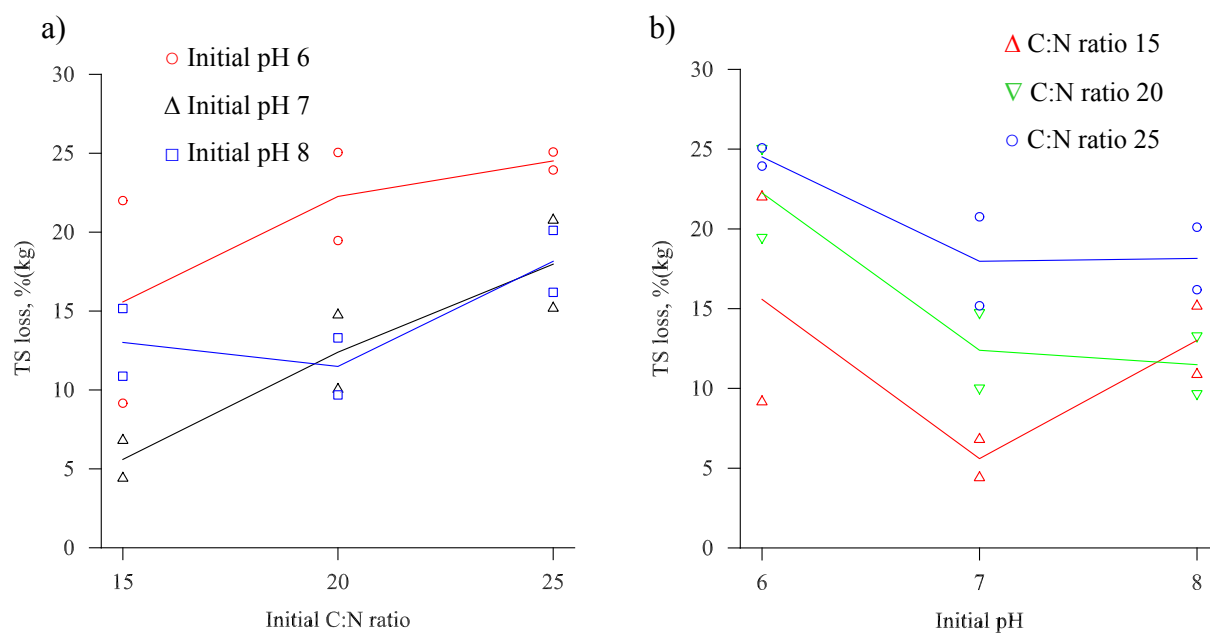 a)
Initial pH 6
Initial pH 7
Initial pH 8
30
25
20
15
10
5
0
TS loss, %(kg)
15 20 25
Initial C:N ratio
b)
C:N ratio 15
C:N ratio 20
C:N ratio 25
30
25
20
15
10
5
0
TS loss, %(kg)
6 7 8
Initial pH